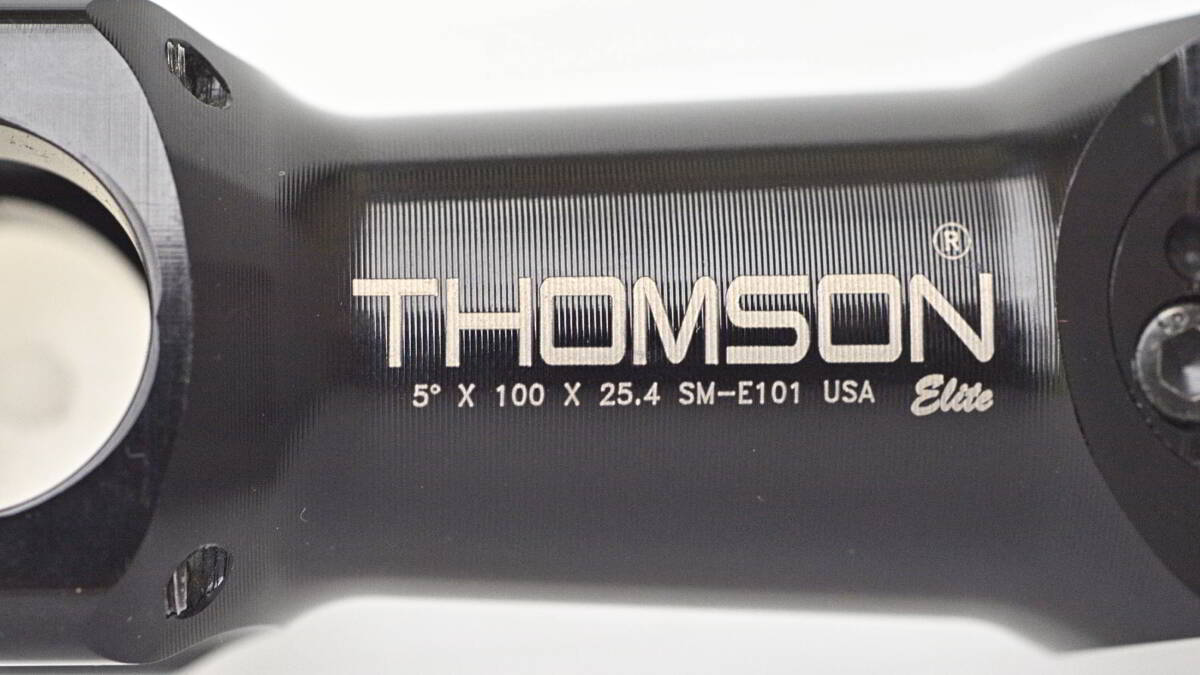 THOMSON®
5° X 100 X 25.4 SM-E101 USA
Elite